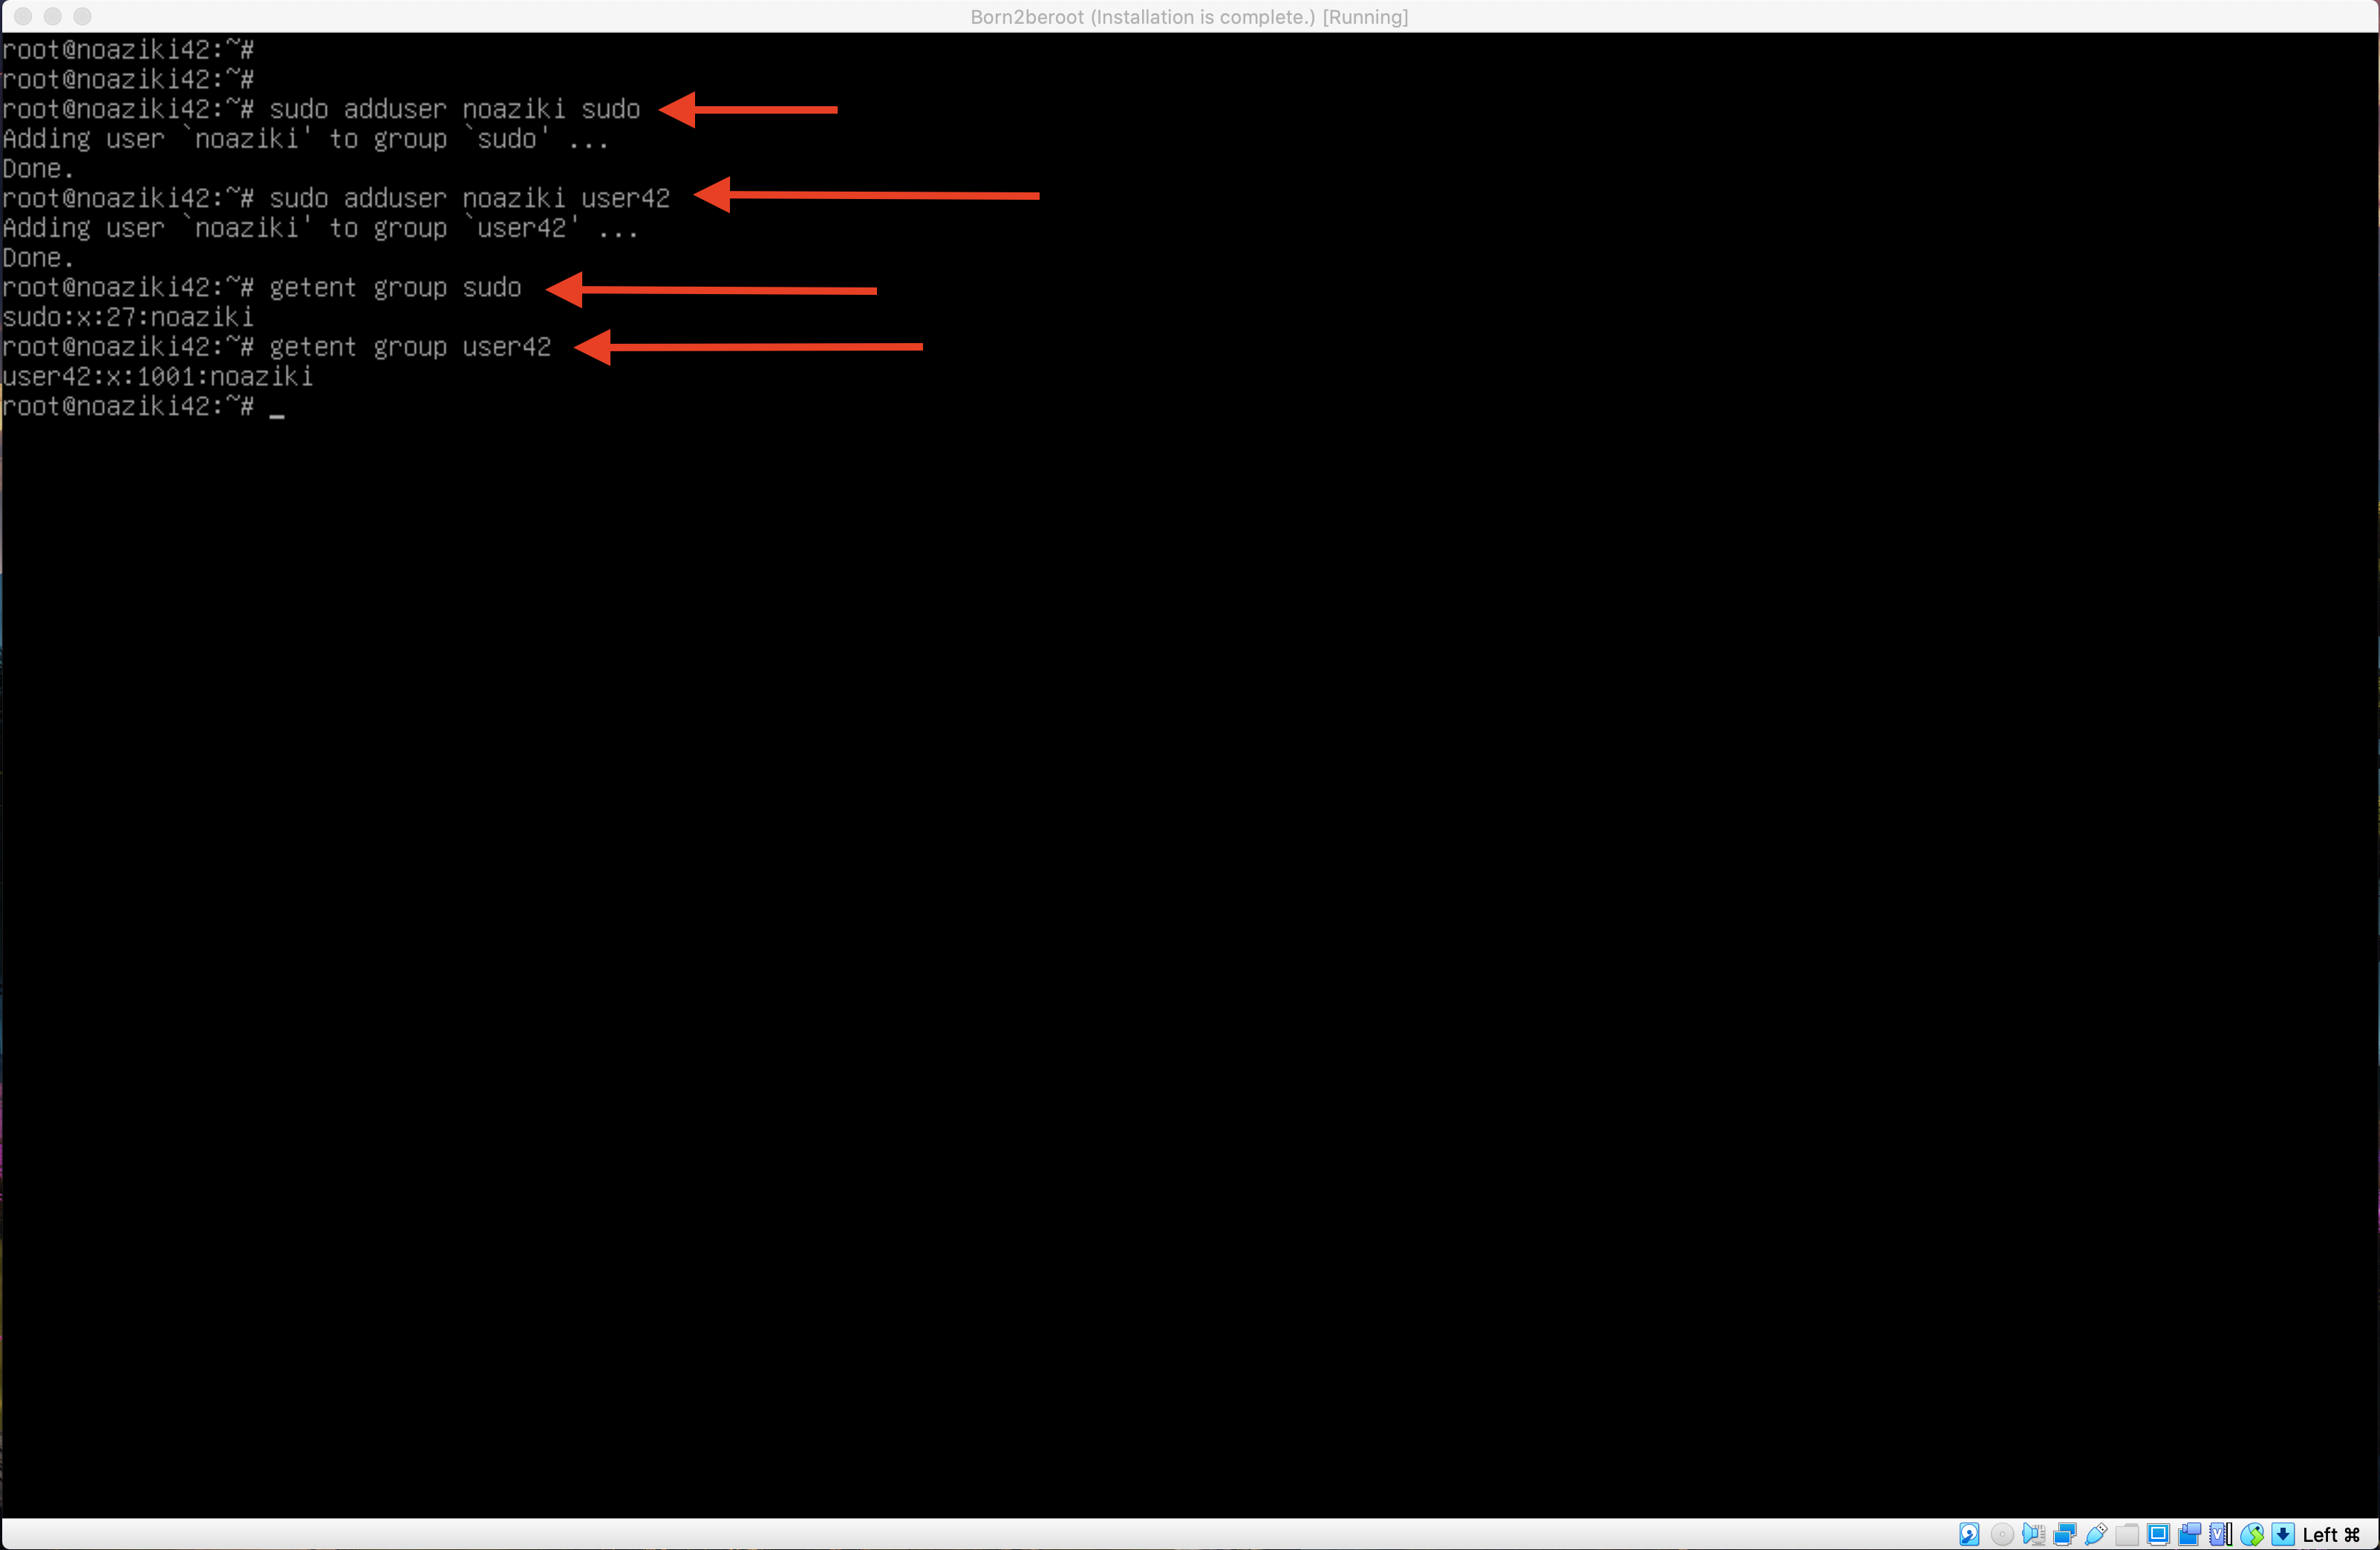 Born2beroot (Installation is complete.) [Running]
root@noaziki42:~#
root@noaziki42:~#
root@noaziki42:~# sudo adduser noaziki sudo
Adding user `noaziki' to group `sudo' ...
Done.
root@noaziki42:~# sudo adduser noaziki user42
Adding user `noaziki' to group `user42' ...
Done.
root@noaziki42:~# getent group sudo
sudo:x:27:noaziki
root@noaziki42:~# getent group user42
user42:x:1001:noaziki
root@noaziki42:~# _
Left ⌘